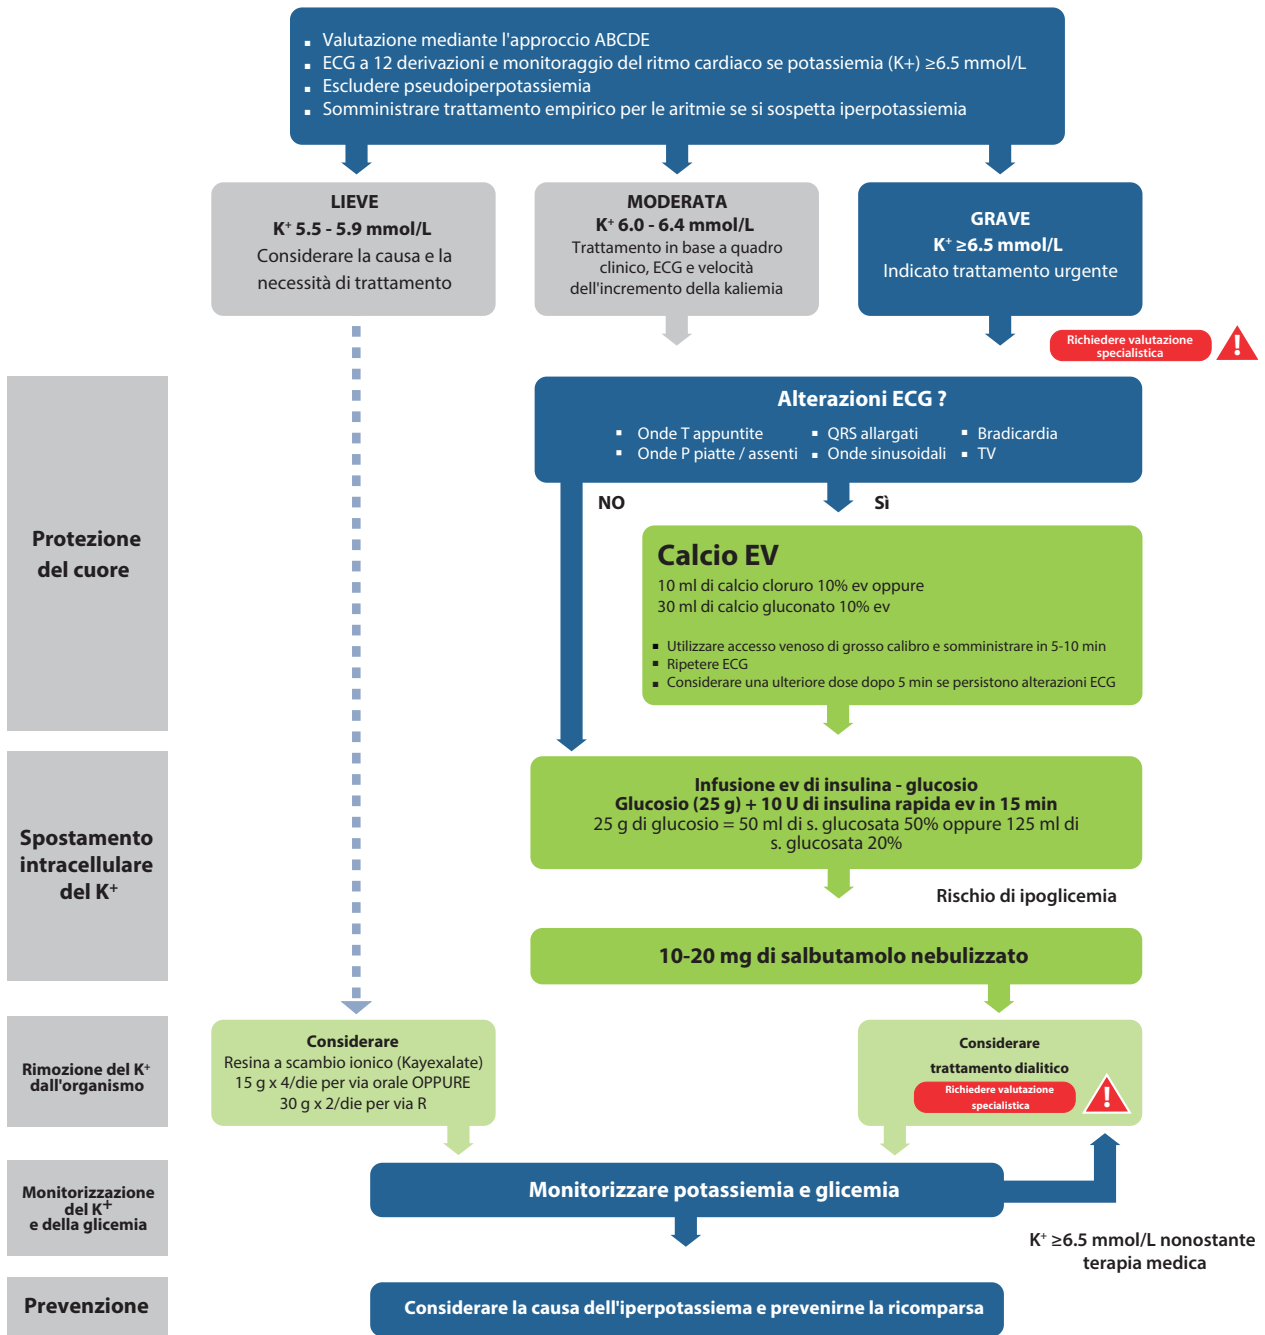 ▪ Valutazione mediante l'approccio ABCDE
▪ ECG a 12 derivazioni e monitoraggio del ritmo cardiaco se potassiemia (K+) ≥6.5 mmol/L
▪ Escludere pseudoiperpotassiemia
▪ Somministrare trattamento empirico per le aritmie se si sospetta iperpotassiemia
LIEVE
K⁺ 5.5 - 5.9 mmol/L
Considerare la causa e la
necessità di trattamento
MODERATA
K⁺ 6.0 - 6.4 mmol/L
Trattamento in base a quadro
clinico, ECG e velocità
dell'incremento della kaliemia
GRAVE
K⁺ ≥6.5 mmol/L
Indicato trattamento urgente
Richiedere valutazione
specialistica
!
Protezione
del cuore
Alterazioni ECG ?
▪ Onde T appuntite
▪ Onde P piatte / assenti
▪ QRS allargati
▪ Onde sinusoidali
▪ Bradicardia
▪ TV
NO
Sì
Calcio EV
10 ml di calcio cloruro 10% ev oppure
30 ml di calcio gluconato 10% ev
▪ Utilizzare accesso venoso di grosso calibro e somministrare in 5-10 min
▪ Ripetere ECG
▪ Considerare una ulteriore dose dopo 5 min se persistono alterazioni ECG
Spostamento
intracellulare
del K⁺
Infusione ev di insulina - glucosio
Glucosio (25 g) + 10 U di insulina rapida ev in 15 min
25 g di glucosio = 50 ml di s. glucosata 50% oppure 125 ml di
s. glucosata 20%
Rischio di ipoglicemia
10-20 mg di salbutamolo nebulizzato
Rimozione del K⁺
dall'organismo
Considerare
Resina a scambio ionico (Kayexalate)
15 g x 4/die per via orale OPPURE
30 g x 2/die per via R
Considerare
trattamento dialitico
Richiedere valutazione
specialistica
!
Monitorizzazione
del K⁺
e della glicemia
Monitorizzare potassiemia e glicemia
K⁺ ≥6.5 mmol/L nonostante
terapia medica
Prevenzione
Considerare la causa dell'iperpotassiema e prevenirne la ricomparsa